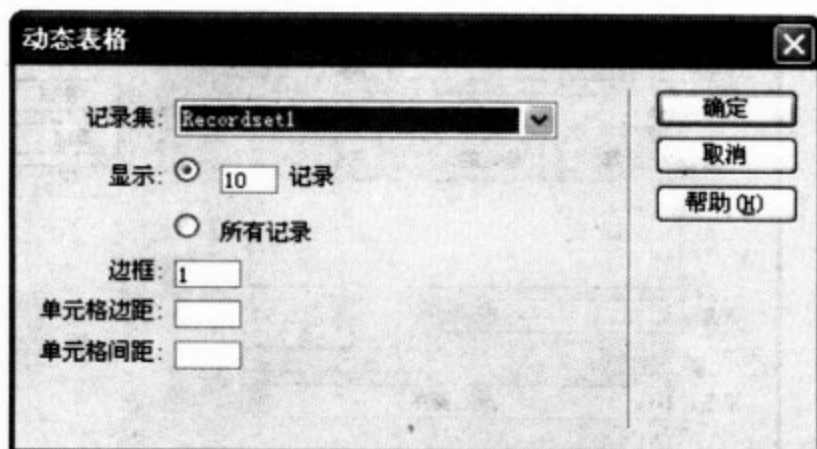 动态表格
记录集: Recordset1
确定
显示: 10 记录
取消
所有记录
帮助(H)
边框: 1
单元格边距:
单元格间距: